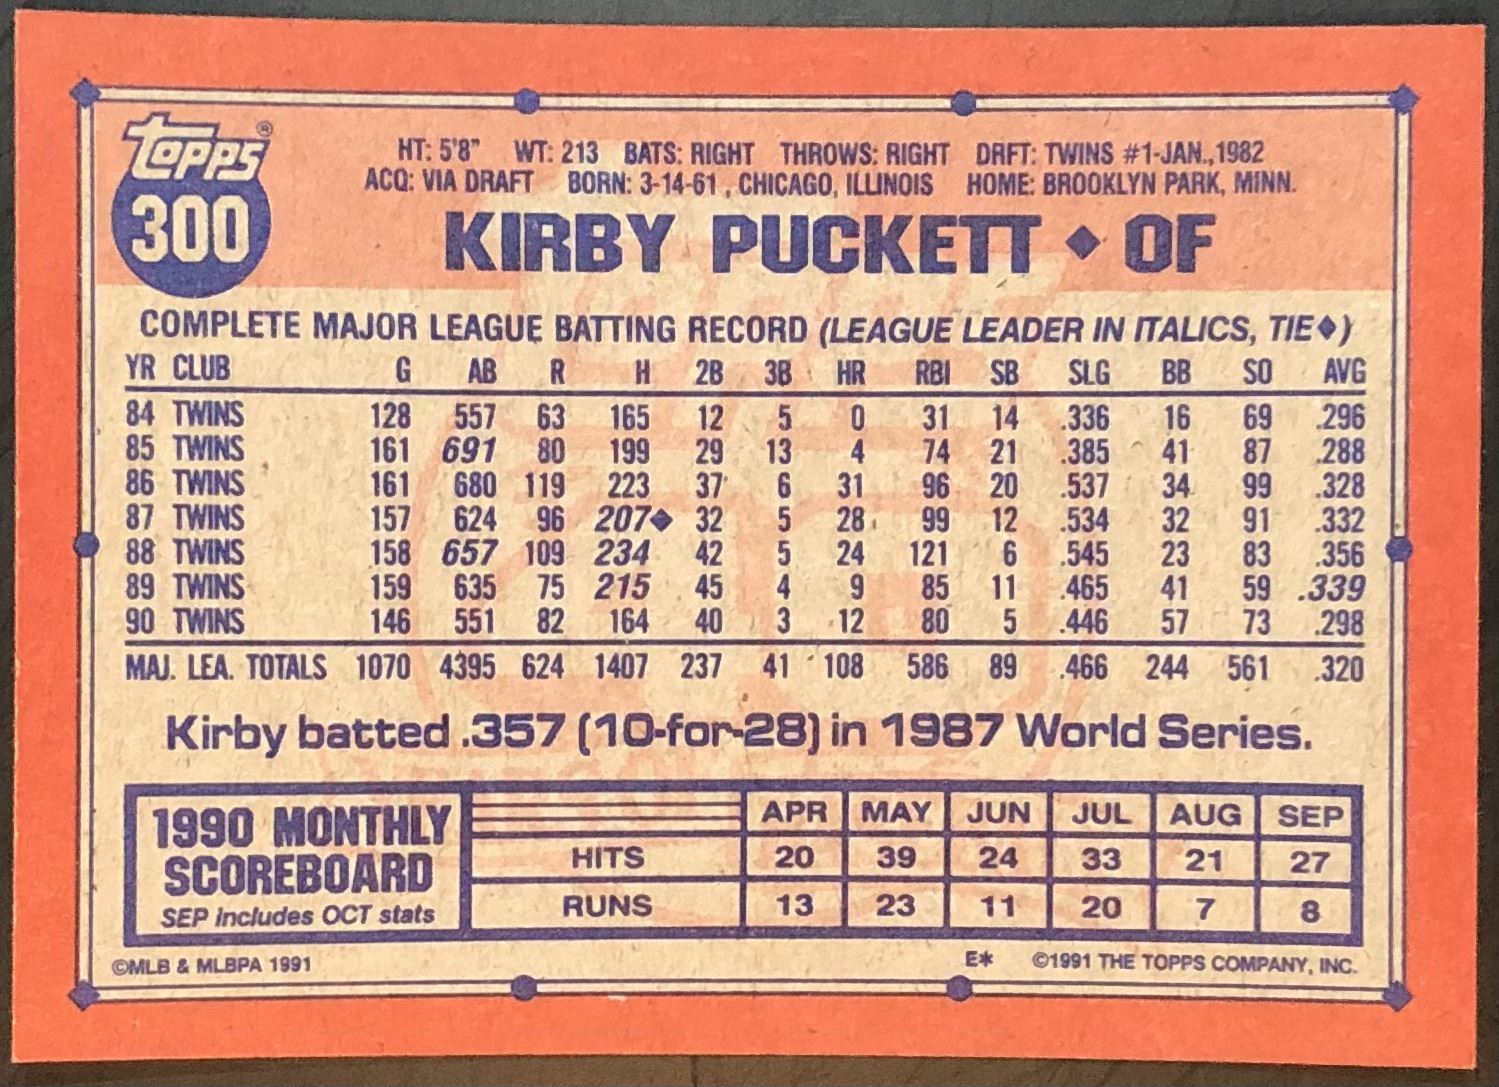 Topps®
300
HT: 5'8" WT: 213 BATS: RIGHT THROWS: RIGHT DRFT: TWINS #1-JAN.,1982
ACQ: VIA DRAFT BORN: 3-14-61 , CHICAGO, ILLINOIS HOME: BROOKLYN PARK, MINN.
KIRBY PUCKETT ◆ OF
COMPLETE MAJOR LEAGUE BATTING RECORD (LEAGUE LEADER IN ITALICS, TIE◆)
YR CLUB G AB R H 2B 3B HR RBI SB SLG BB SO AVG
84 TWINS 128 557 63 165 12 5 0 31 14 .336 16 69 .296
85 TWINS 161 691 80 199 29 13 4 74 21 .385 41 87 .288
86 TWINS 161 680 119 223 37 6 31 96 20 .537 34 99 .328
87 TWINS 157 624 96 207◆ 32 5 28 99 12 .534 32 91 .332
88 TWINS 158 657 109 234 42 5 24 121 6 .545 23 83 .356
89 TWINS 159 635 75 215 45 4 9 85 11 .465 41 59 .339
90 TWINS 146 551 82 164 40 3 12 80 5 .446 57 73 .298
MAJ. LEA. TOTALS 1070 4395 624 1407 237 41 108 586 89 .466 244 561 .320
Kirby batted .357 (10-for-28) in 1987 World Series.
1990 MONTHLY
SCOREBOARD
SEP includes OCT stats
APR MAY JUN JUL AUG SEP
HITS 20 39 24 33 21 27
RUNS 13 23 11 20 7 8
©MLB & MLBPA 1991 E* ©1991 THE TOPPS COMPANY, INC.